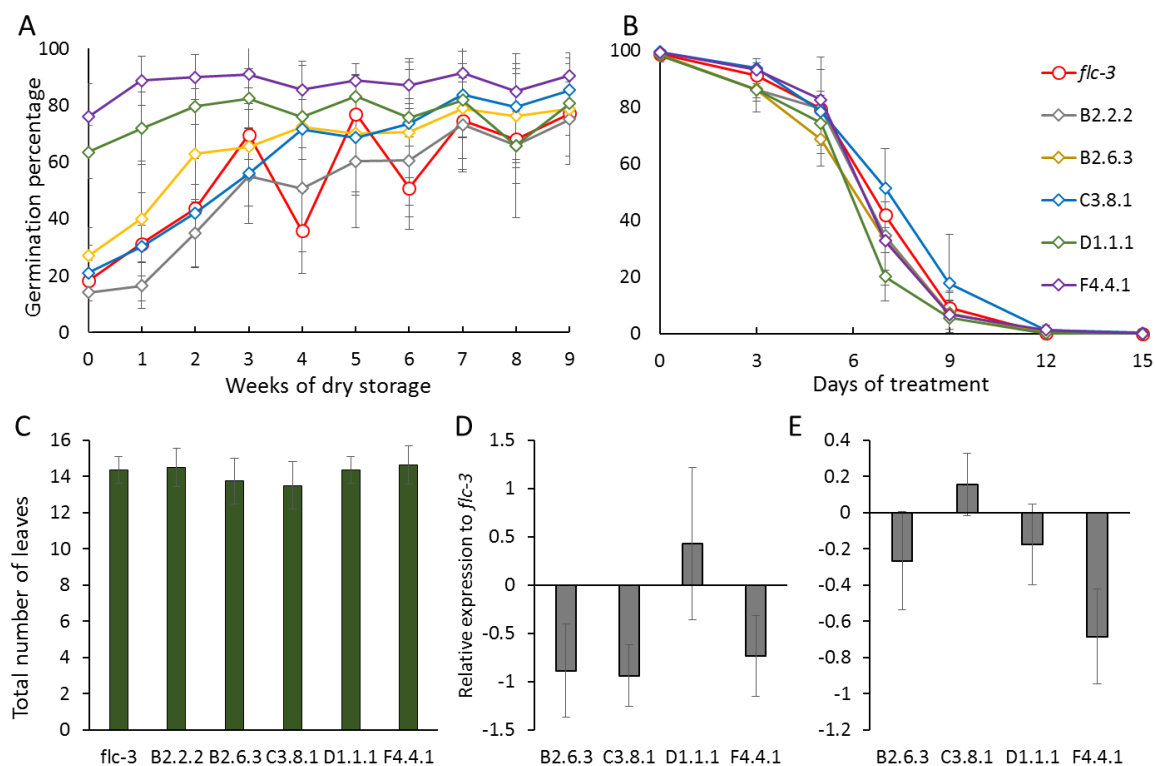 A
Germination percentage
100
80
60
40
20
0
0 1 2 3 4 5 6 7 8 9
Weeks of dry storage
B
100
80
60
40
20
0
0 3 6 9 12 15
Days of treatment
flc-3
B2.2.2
B2.6.3
C3.8.1
D1.1.1
F4.4.1
C
Total number of leaves
16
14
12
10
8
6
4
2
0
flc-3 B2.2.2 B2.6.3 C3.8.1 D1.1.1 F4.4.1
D
Relative expression to flc-3
1.5
1
0.5
0
-0.5
-1
-1.5
B2.6.3 C3.8.1 D1.1.1 F4.4.1
E
0.4
0.2
0
-0.2
-0.4
-0.6
-0.8
-1
-1.2
B2.6.3 C3.8.1 D1.1.1 F4.4.1